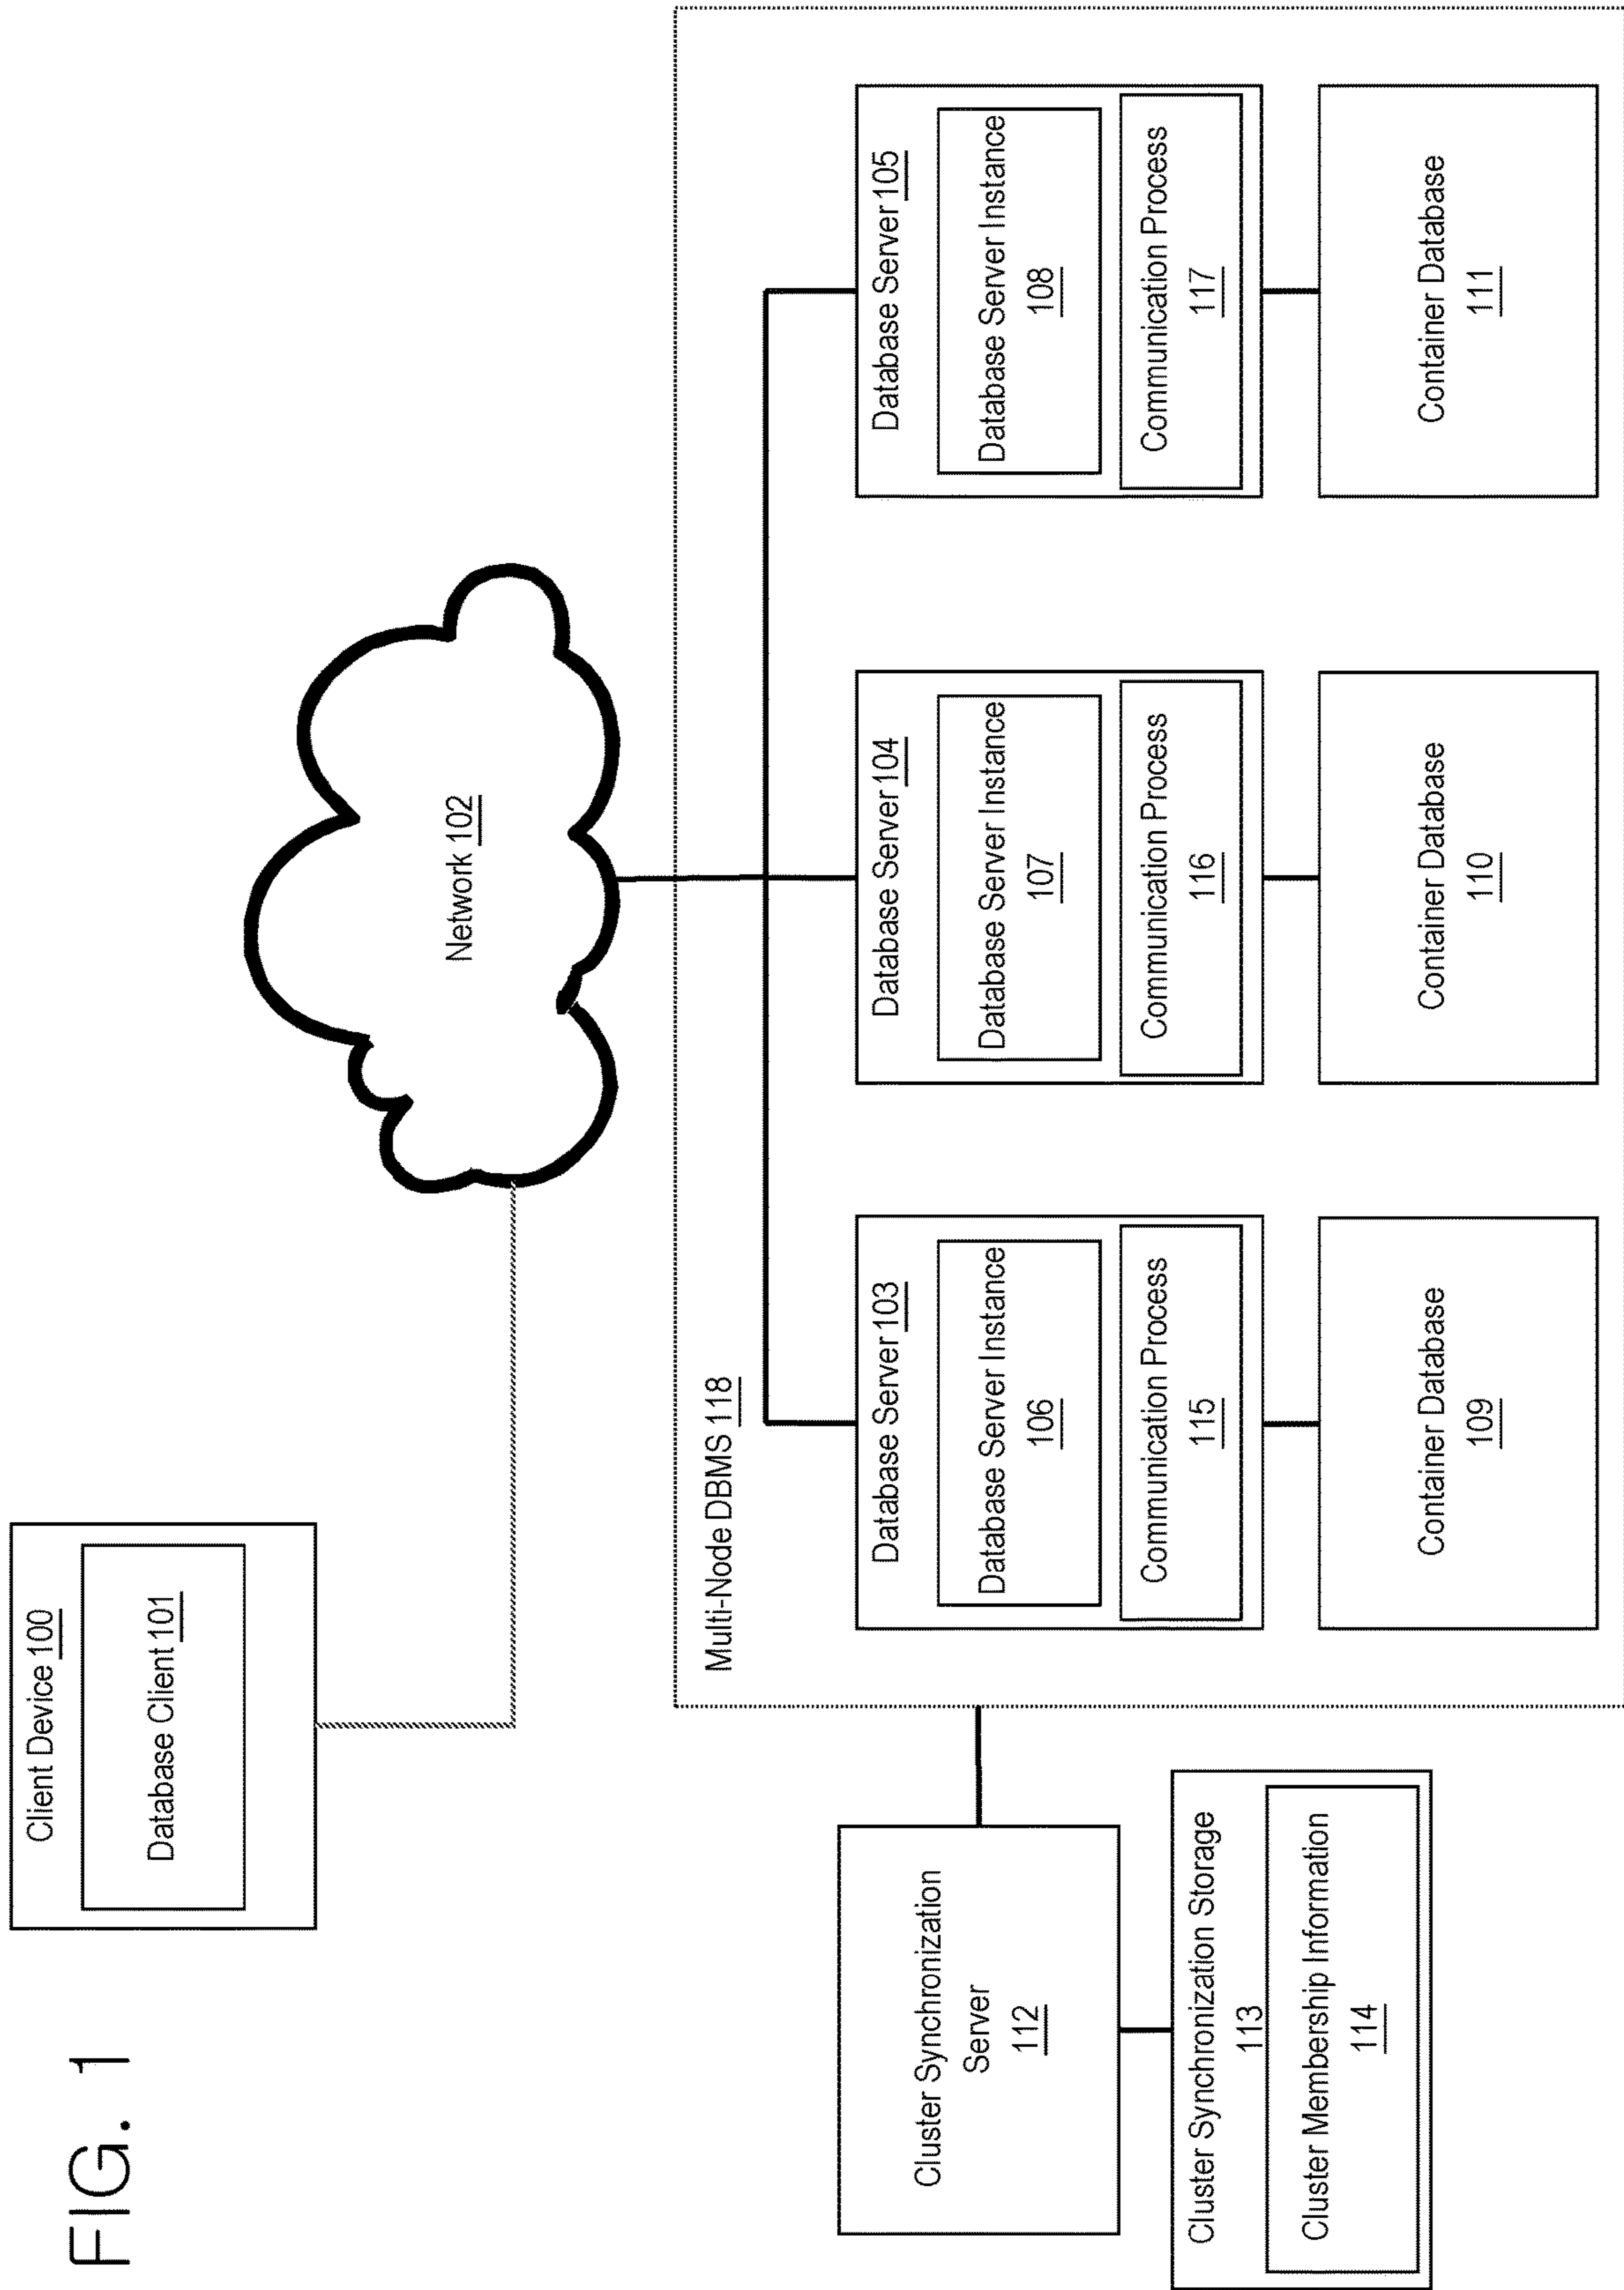 FIG. 1
Client Device 100
Database Client 101
Network 102
Multi-Node DBMS 118
Database Server 103
Database Server Instance
106
Communication Process
115
Container Database
109
Database Server 104
Database Server Instance
107
Communication Process
116
Container Database
110
Database Server 105
Database Server Instance
108
Communication Process
117
Container Database
111
Cluster Synchronization
Server
112
Cluster Synchronization Storage
113
Cluster Membership Information
114